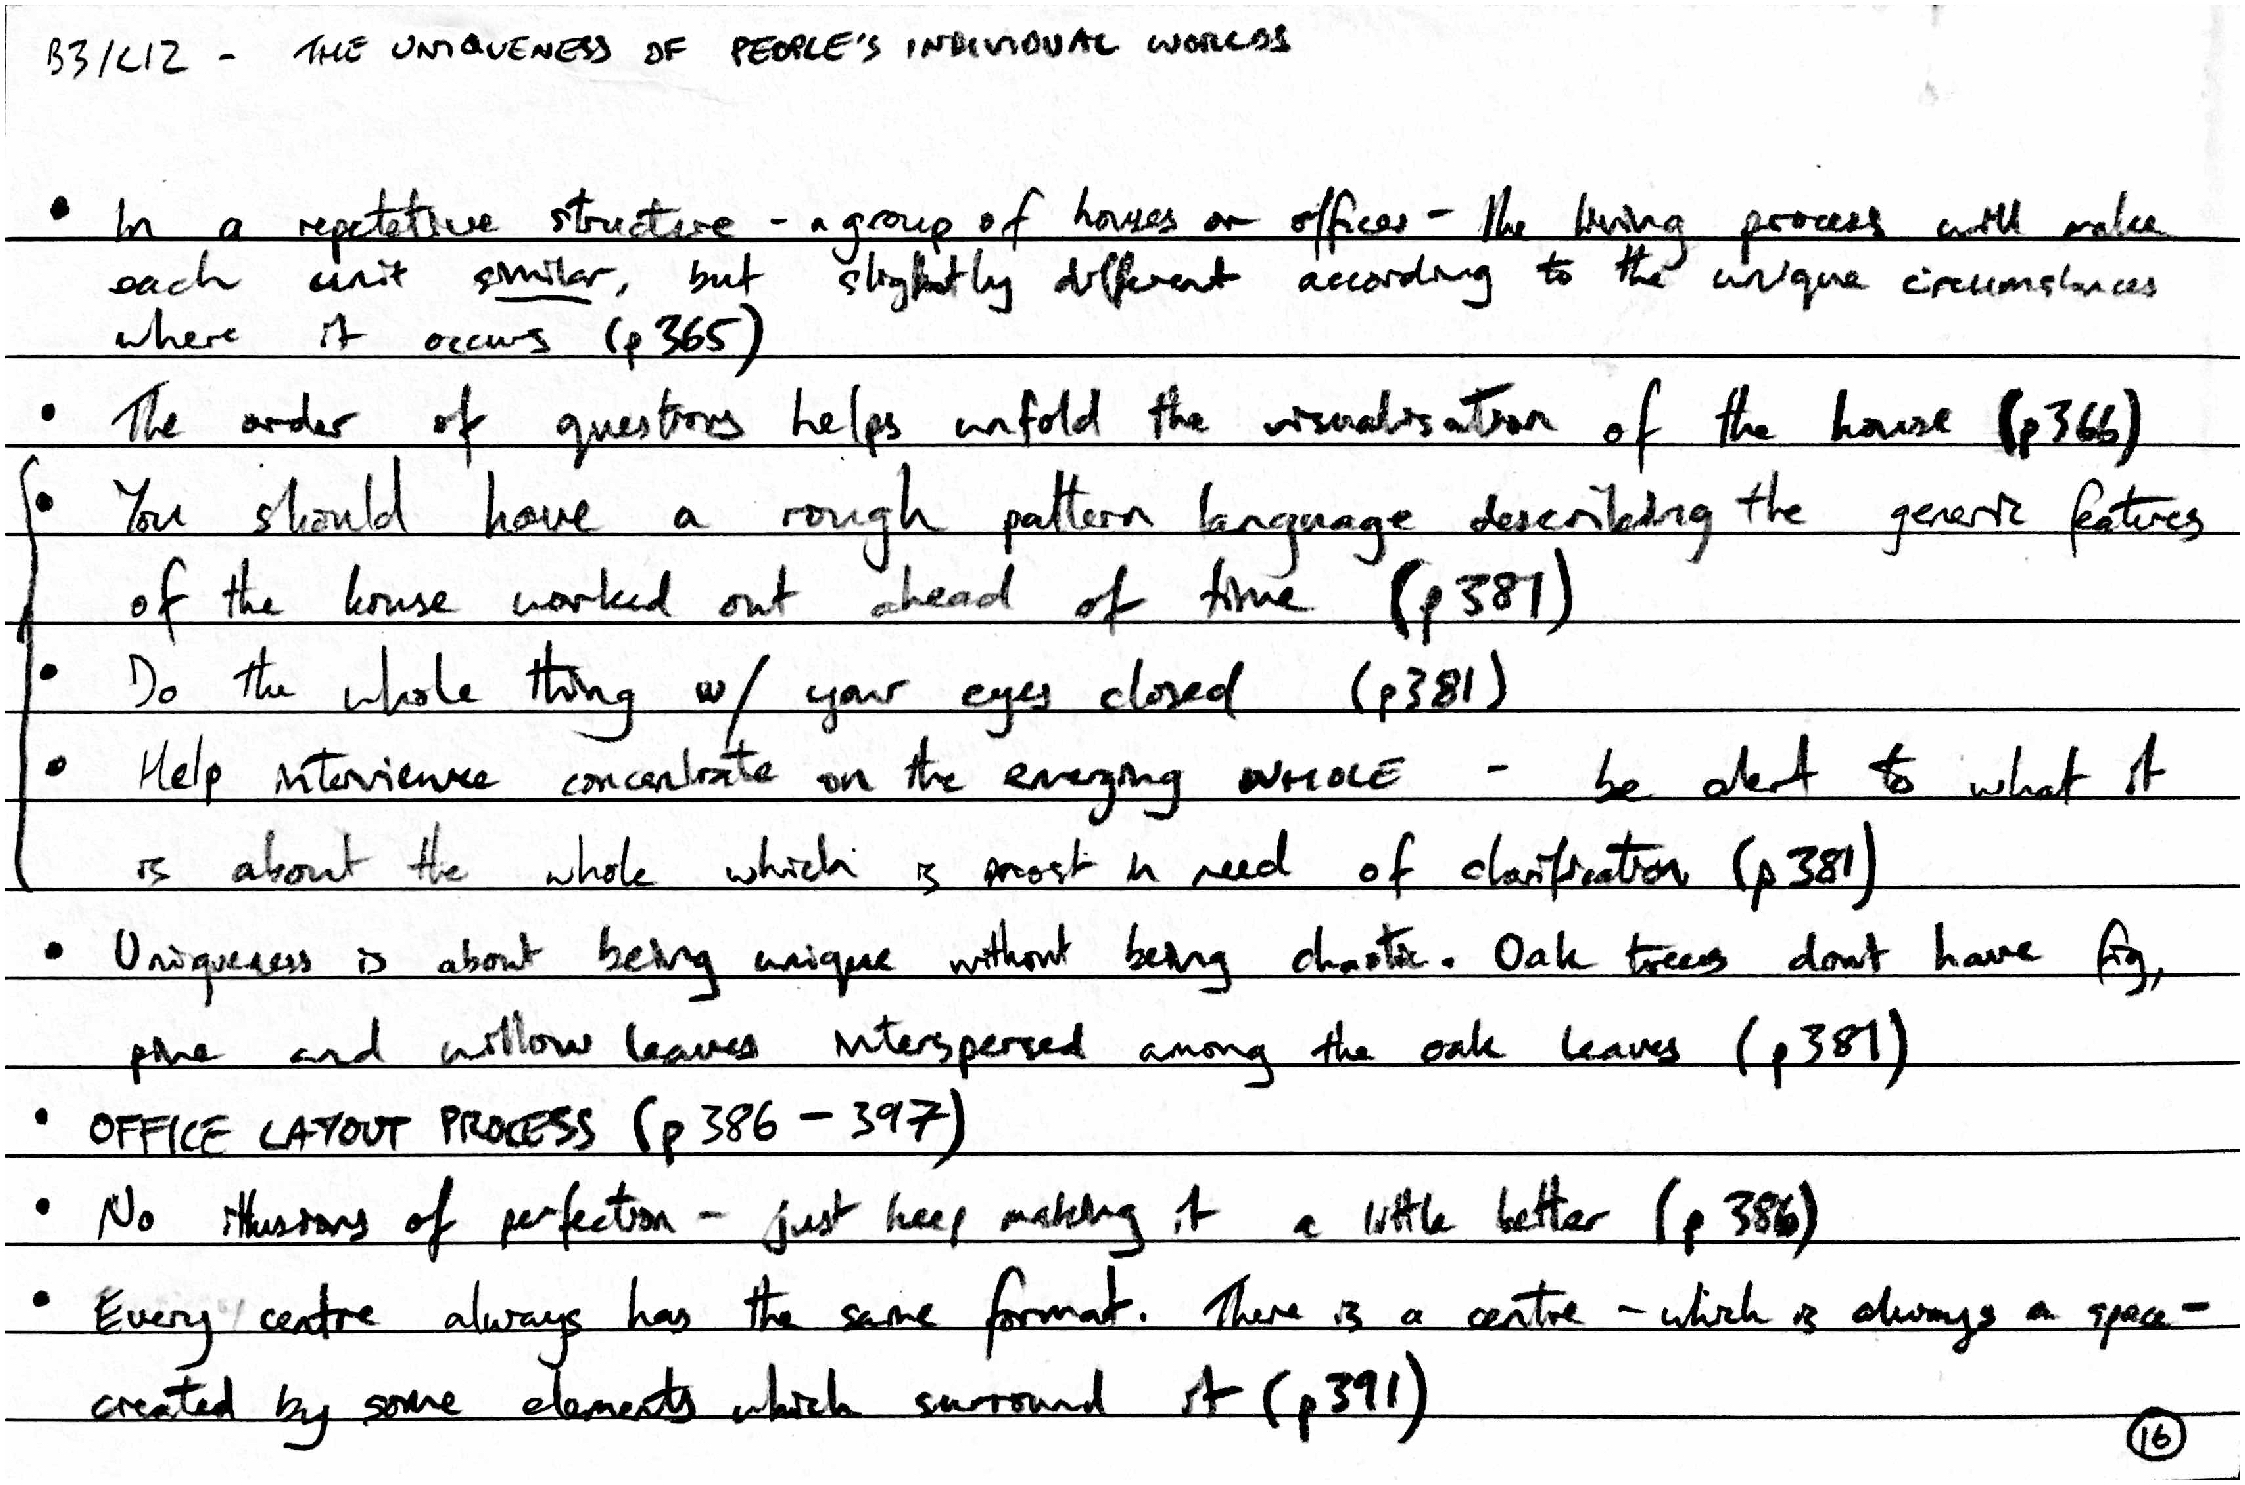 B3/C12 - THE UNIQUENESS OF PEOPLE'S INDIVIDUAL WORLDS
• In a repetetive structure - a group of houses or offices - the living process will make
each unit similar, but slightly different according to the unique circumstances
where it occurs (p365)
• The order of questions helps unfold the visualisation of the house (p366)
• You should have a rough pattern language describing the generic features
of the house worked out ahead of time (p381)
• Do the whole thing w/ your eyes closed (p381)
• Help interviewee concentrate on the emerging WHOLE - be alert to what it
is about the whole which is most in need of clarification (p381)
• Uniqueness is about being unique without being chaotic. Oak trees dont have fig,
pine and willow leaves interspersed among the oak leaves (p381)
• OFFICE LAYOUT PROCESS (p386-397)
• No illusions of perfection - just keep making it a little better (p386)
• Every centre always has the same format. There is a centre - which is always a space -
created by some elements which surround it (p391)
16